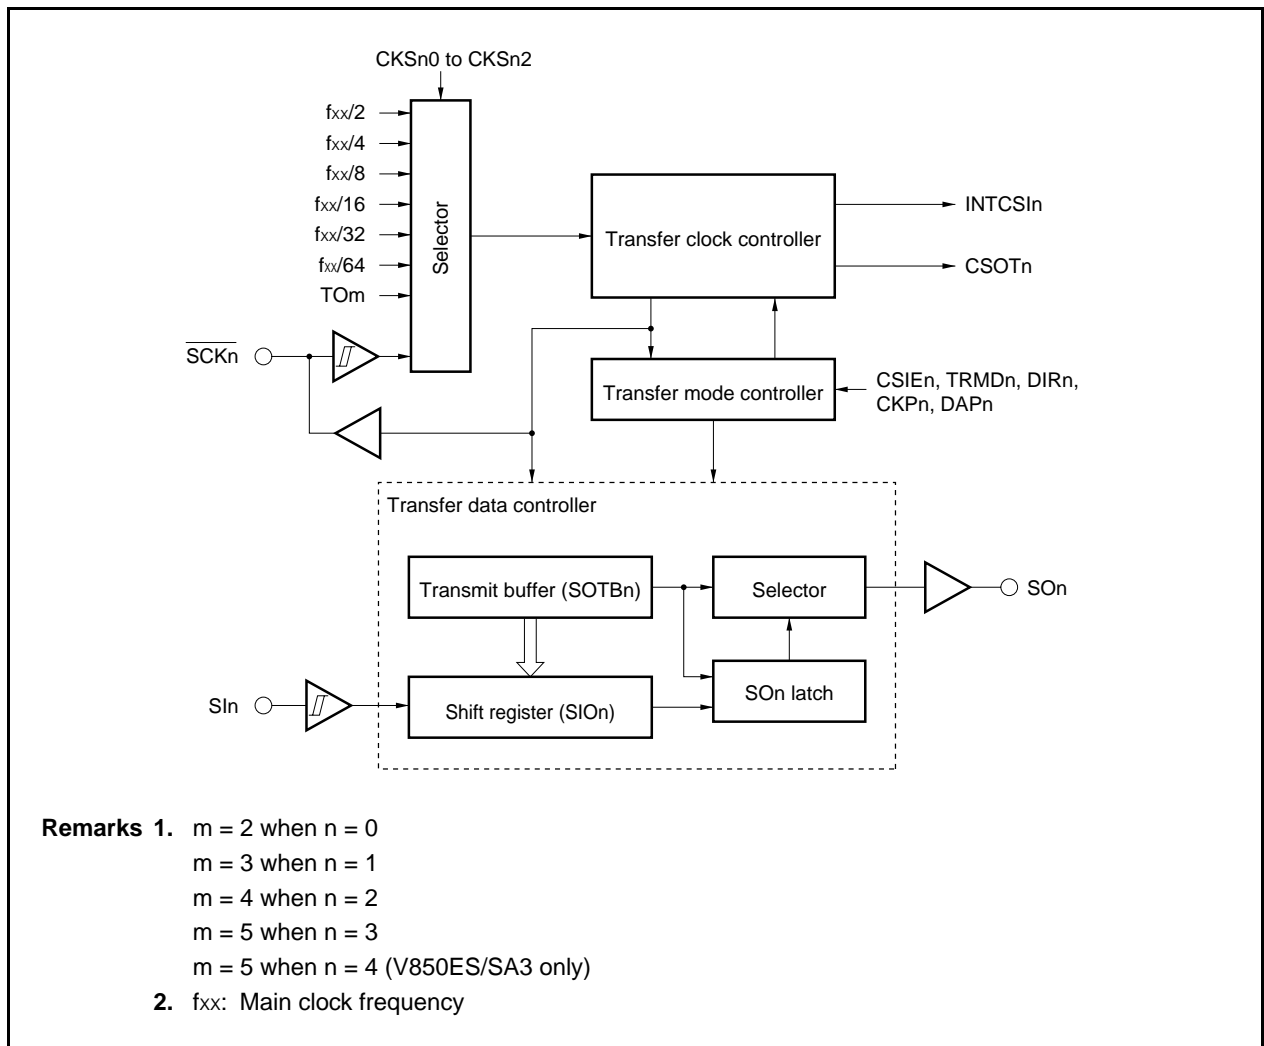 CKSn0 to CKSn2
fxx/2
fxx/4
fxx/8
fxx/16
fxx/32
fxx/64
TOm
SCKn
Selector
Transfer clock controller
INTCSIn
CSOTn
Transfer mode controller
CSIEn, TRMDn, DIRn,
CKPn, DAPn
Transfer data controller
Transmit buffer (SOTBn)
Selector
SOn
SIn
Shift register (SIOn)
SOn latch
Remarks 1. m = 2 when n = 0
m = 3 when n = 1
m = 4 when n = 2
m = 5 when n = 3
m = 5 when n = 4 (V850ES/SA3 only)
2. fxx: Main clock frequency